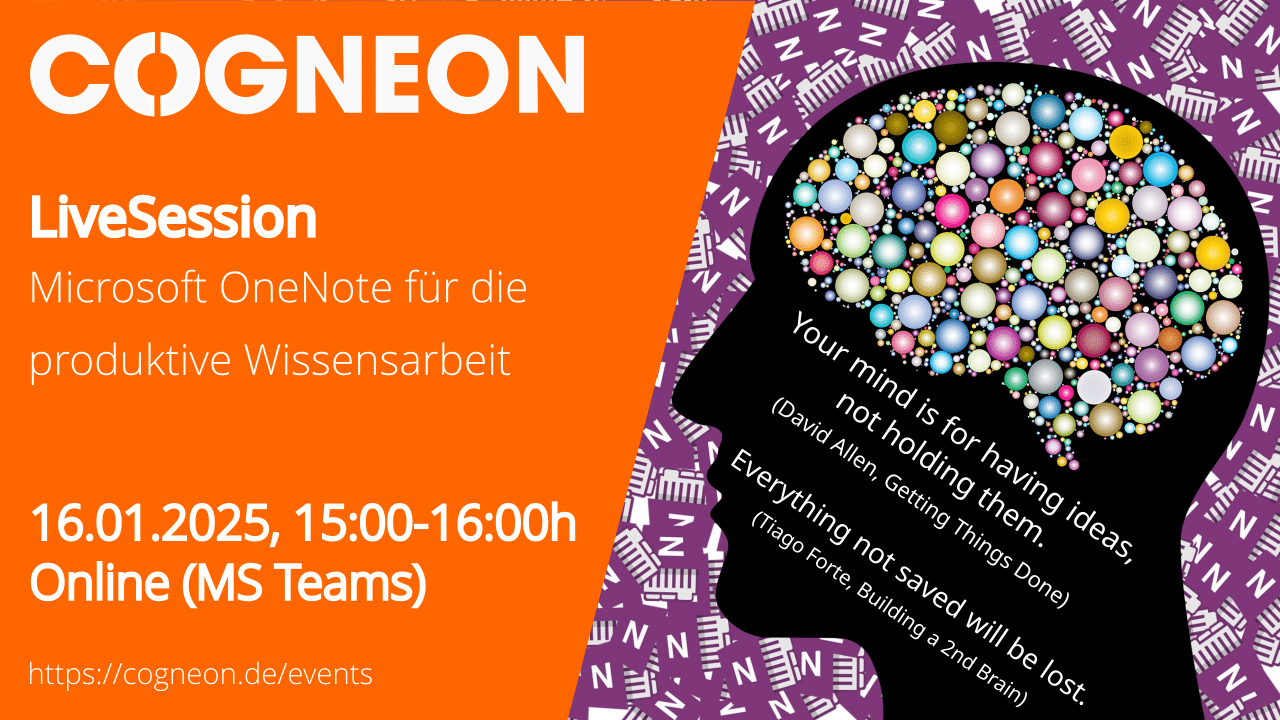 COGNEON
LiveSession
Microsoft OneNote für die
produktive Wissensarbeit
16.01.2025, 15:00-16:00h
Online (MS Teams)
https://cogneon.de/events
Your mind is for having ideas,
not holding them.
(David Allen, Getting Things Done)
Everything not saved will be lost.
(Tiago Forte, Building a 2nd Brain)